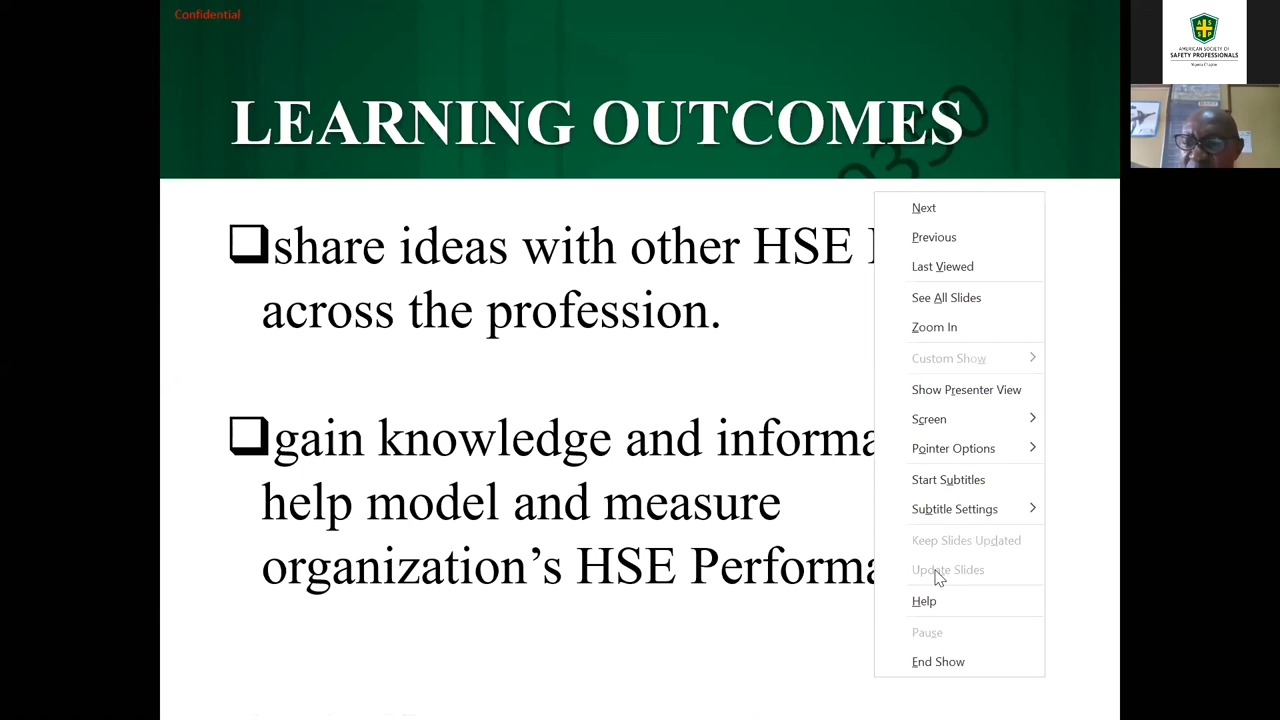 Confidential
LEARNING OUTCOMES
share ideas with other HSE
across the profession.
gain knowledge and informa
help model and measure
organization’s HSE Performa
Next
Previous
Last Viewed
See All Slides
Zoom In
Custom Show
Show Presenter View
Screen
Pointer Options
Start Subtitles
Subtitle Settings
Keep Slides Updated
Update Slides
Help
Pause
End Show
A S
S P
AMERICAN SOCIETY OF
SAFETY PROFESSIONALS
Nigeria Chapter